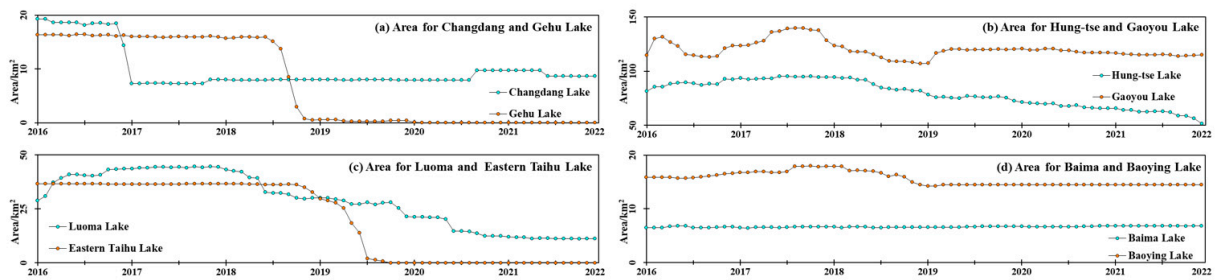 (a) Area for Changdang and Gehu Lake
Area/km²
20
10
0
Changdang Lake
Gehu Lake
2016 2017 2018 2019 2020 2021 2022
(b) Area for Hung-tse and Gaoyou Lake
Area/km²
150
100
50
Hung-tse Lake
Gaoyou Lake
2016 2017 2018 2019 2020 2021 2022
(c) Area for Luoma and Eastern Taihu Lake
Area/km²
50
25
0
Luoma Lake
Eastern Taihu Lake
2016 2017 2018 2019 2020 2021 2022
(d) Area for Baima and Baoying Lake
Area/km²
20
10
0
Baima Lake
Baoying Lake
2016 2017 2018 2019 2020 2021 2022